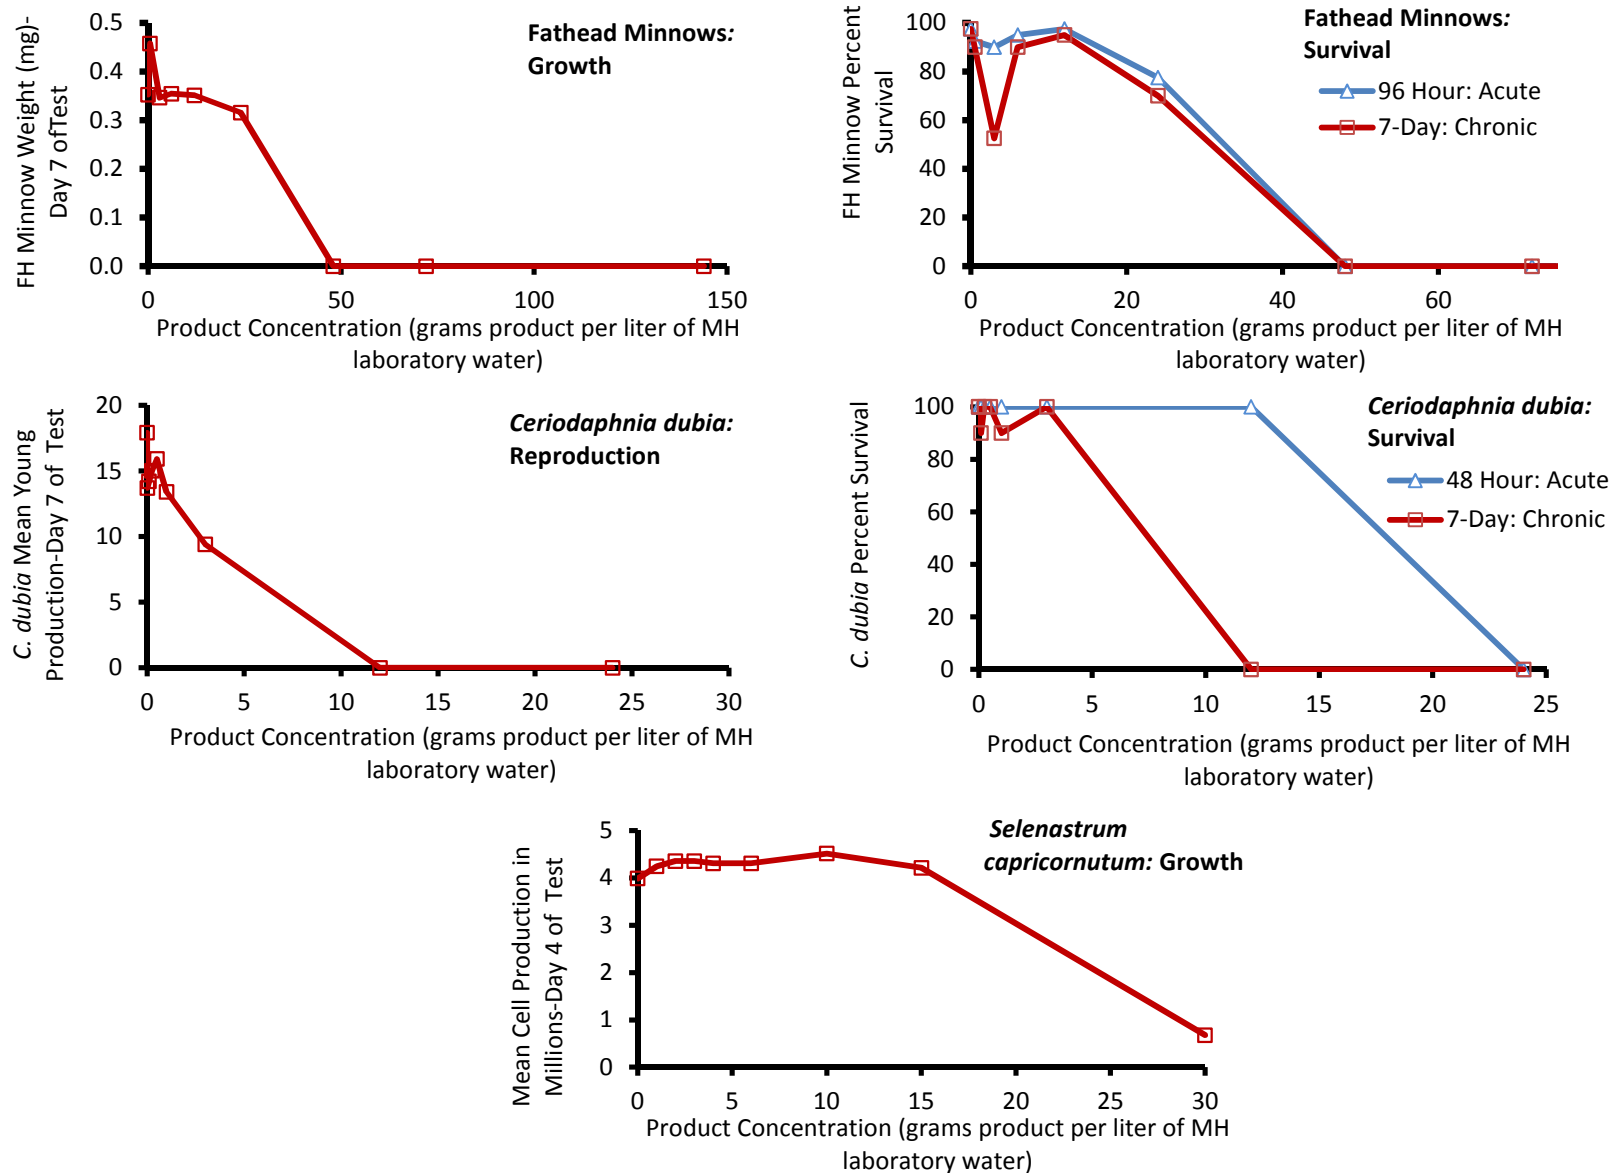 FH Minnow Weight (mg)-
Day 7 ofTest
0.5
0.4
0.3
0.2
0.1
0.0
0
50
100
150
Fathead Minnows:
Growth
Product Concentration (grams product per liter of MH
laboratory water)
FH Minnow Percent
Survival
100
80
60
40
20
0
0
20
40
60
Fathead Minnows:
Survival
96 Hour: Acute
7-Day: Chronic
Product Concentration (grams product per liter of MH
laboratory water)
C. dubia Mean Young
Production-Day 7 of Test
20
15
10
5
0
0
5
10
15
20
25
30
Ceriodaphnia dubia:
Reproduction
Product Concentration (grams product per liter of MH
laboratory water)
C. dubia Percent Survival
100
80
60
40
20
0
0
5
10
15
20
25
Ceriodaphnia dubia:
Survival
48 Hour: Acute
7-Day: Chronic
Product Concentration (grams product per liter of MH
laboratory water)
Mean Cell Production in
Millions-Day 4 of Test
5
4
3
2
1
0
0
5
10
15
20
25
30
Selenastrum
capricornutum: Growth
Product Concentration (grams product per liter of MH
laboratory water)